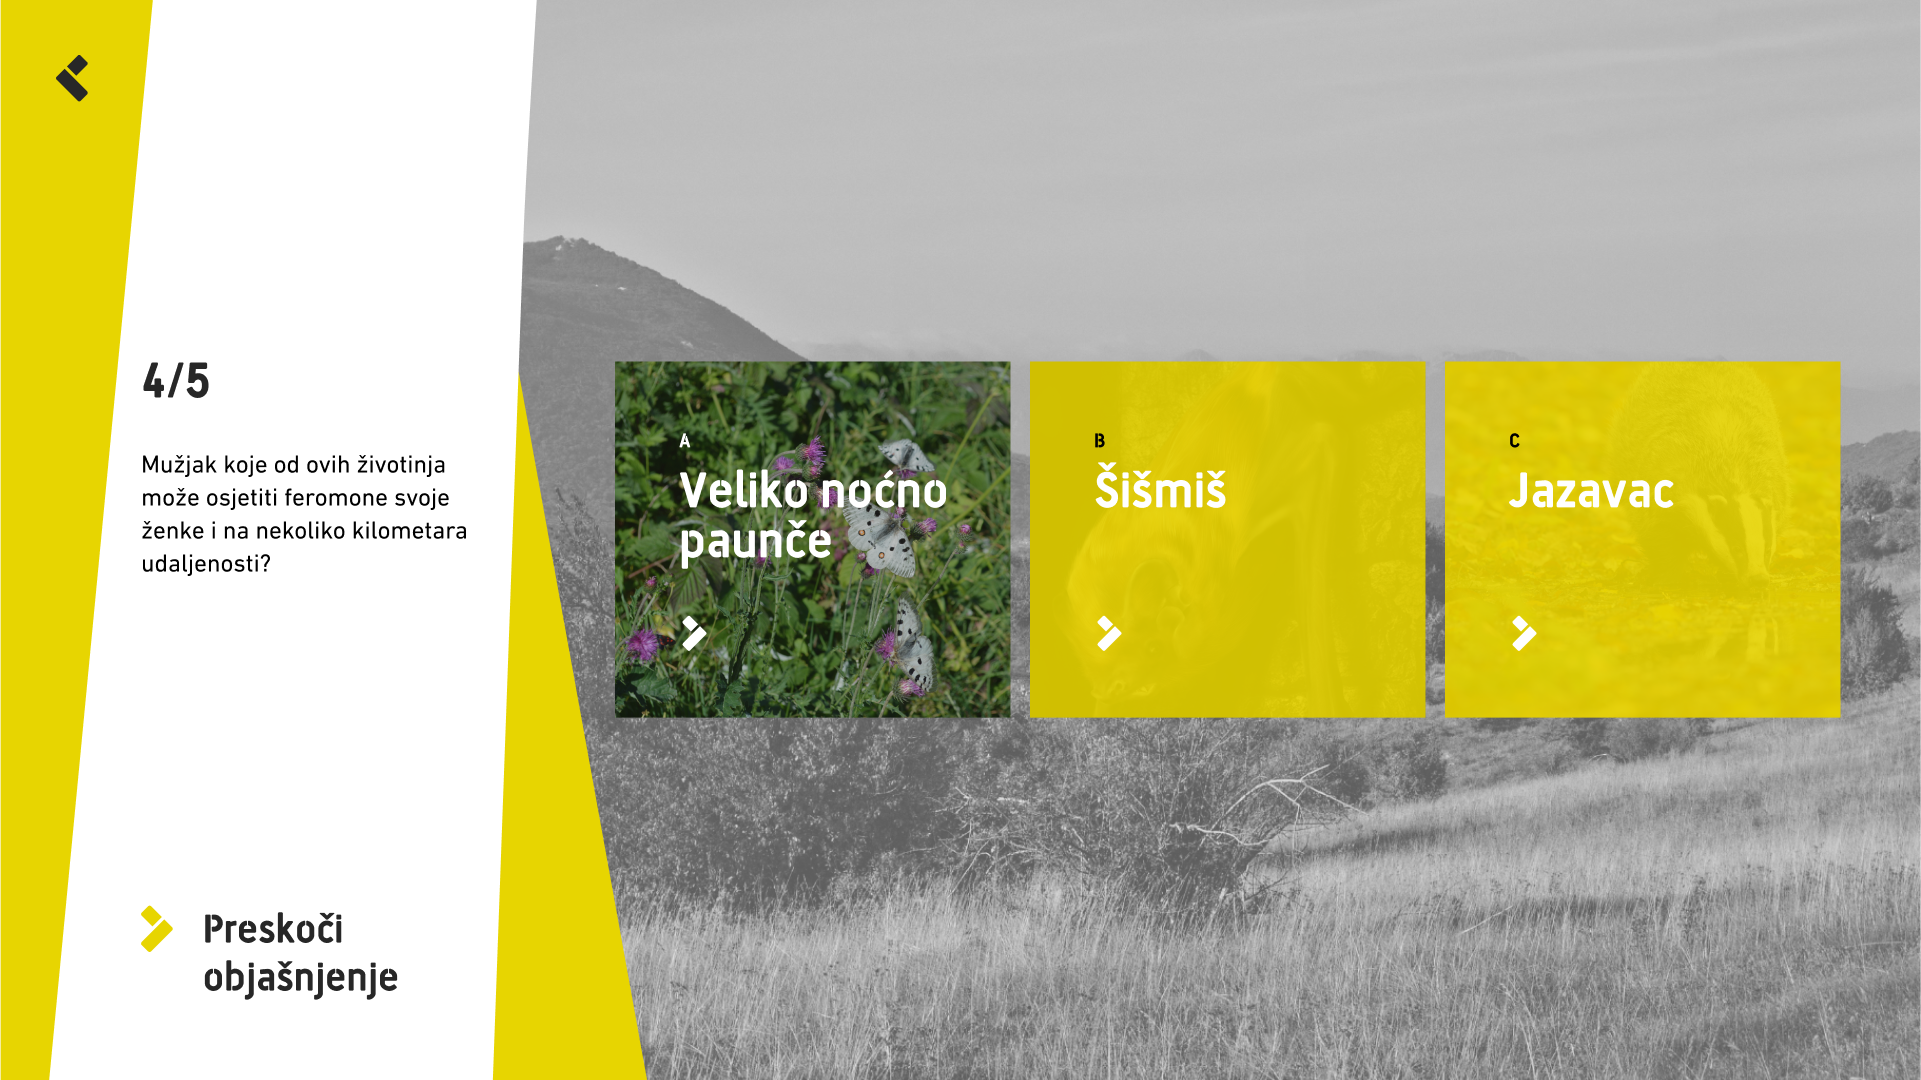 4/5
Mužjak koje od ovih životinja
može osjetiti feromone svoje
ženke i na nekoliko kilometara
udaljenosti?
Preskoči
objašnjenje
A
Veliko noćno
paunče
B
Šišmiš
C
Jazavac